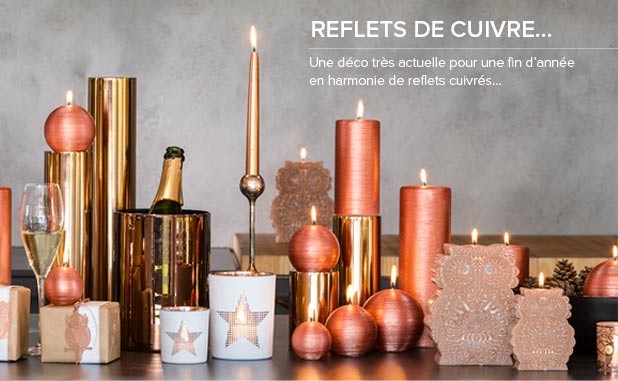 REFLETS DE CUIVRE...
Une déco très actuelle pour une fin d'année
en harmonie de reflets cuivrés...